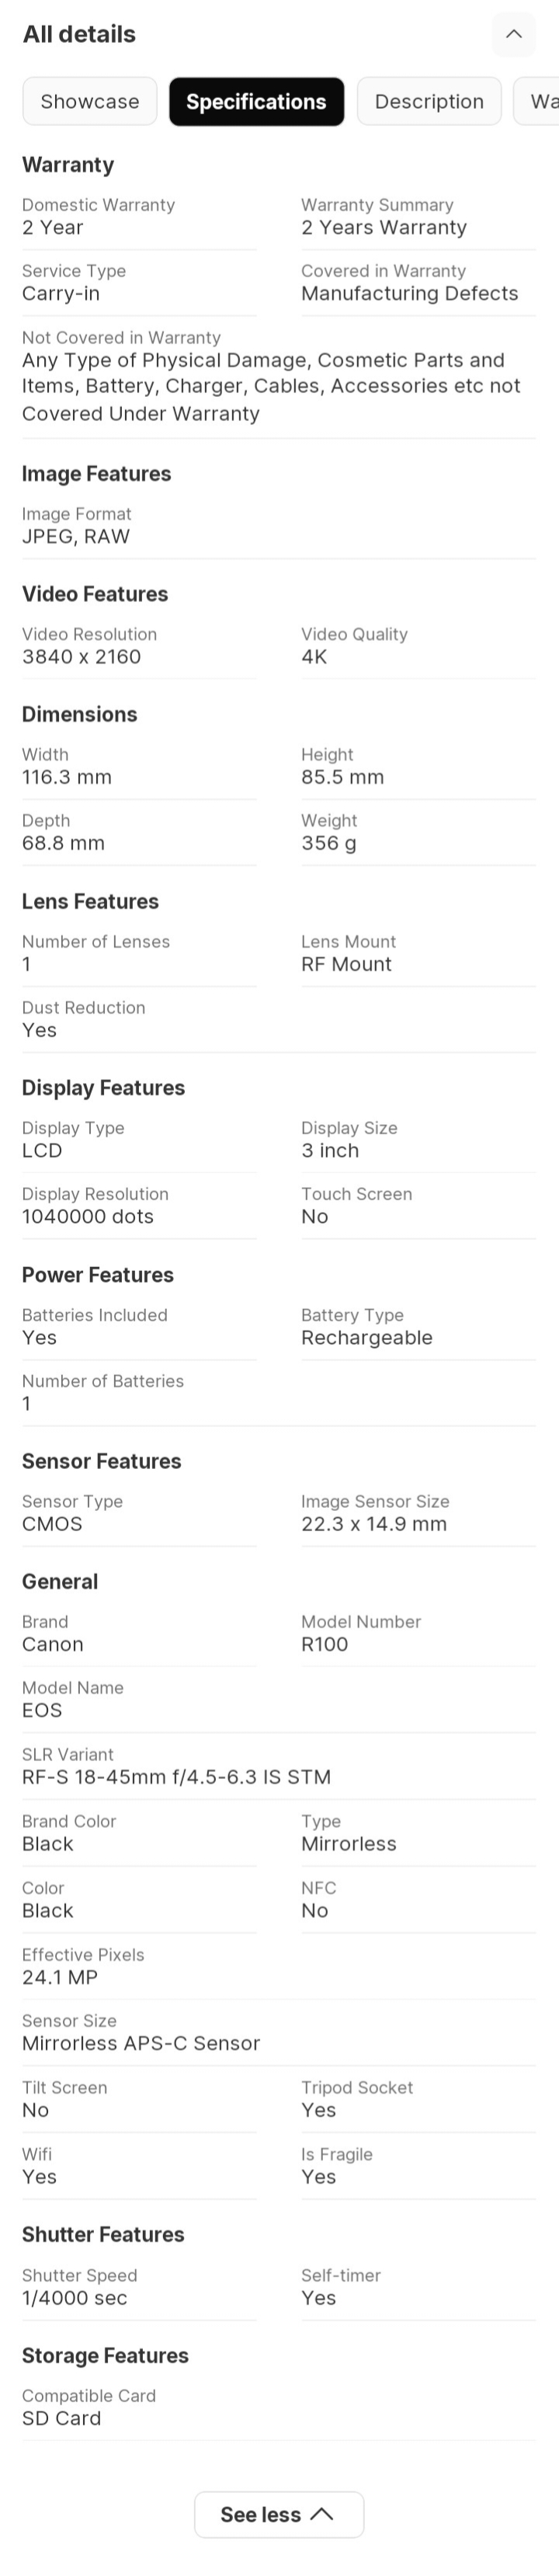 All details
Showcase
Specifications
Description
Wa
Warranty
Domestic Warranty
2 Year
Warranty Summary
2 Years Warranty
Service Type
Carry-in
Covered in Warranty
Manufacturing Defects
Not Covered in Warranty
Any Type of Physical Damage, Cosmetic Parts and
Items, Battery, Charger, Cables, Accessories etc not
Covered Under Warranty
Image Features
Image Format
JPEG, RAW
Video Features
Video Resolution
3840 x 2160
Video Quality
4K
Dimensions
Width
116.3 mm
Height
85.5 mm
Depth
68.8 mm
Weight
356 g
Lens Features
Number of Lenses
1
Lens Mount
RF Mount
Dust Reduction
Yes
Display Features
Display Type
LCD
Display Size
3 inch
Display Resolution
1040000 dots
Touch Screen
No
Power Features
Batteries Included
Yes
Battery Type
Rechargeable
Number of Batteries
1
Sensor Features
Sensor Type
CMOS
Image Sensor Size
22.3 x 14.9 mm
General
Brand
Canon
Model Number
R100
Model Name
EOS
SLR Variant
RF-S 18-45mm f/4.5-6.3 IS STM
Brand Color
Black
Type
Mirrorless
Color
Black
NFC
No
Effective Pixels
24.1 MP
Sensor Size
Mirrorless APS-C Sensor
Tilt Screen
No
Tripod Socket
Yes
Wifi
Yes
Is Fragile
Yes
Shutter Features
Shutter Speed
1/4000 sec
Self-timer
Yes
Storage Features
Compatible Card
SD Card
See less